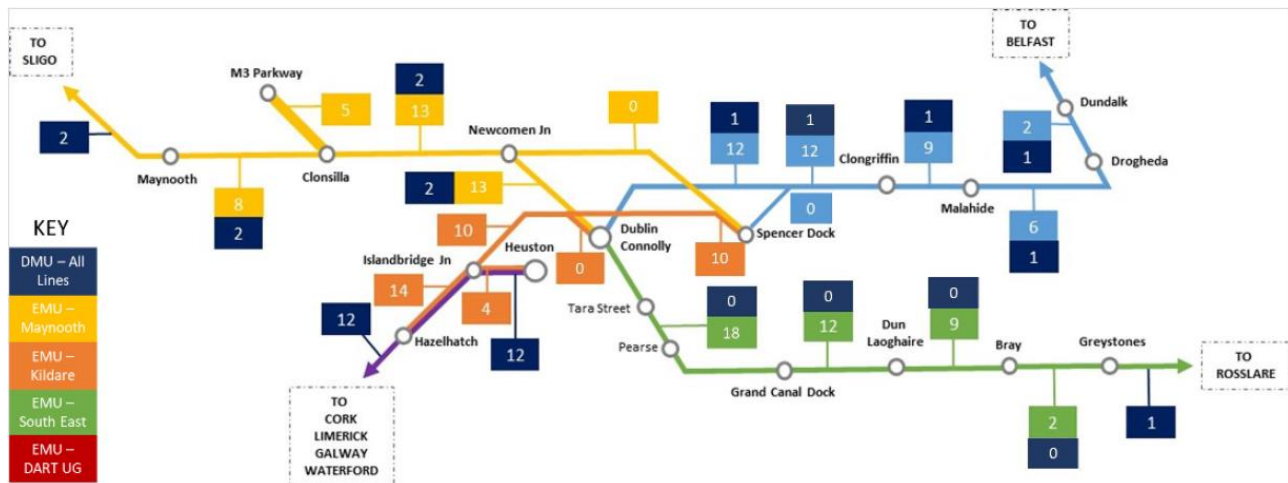 TO
SLIGO
M3 Parkway
2
5
2
13
0
Newcomen Jn
Maynooth
Clonsilla
8
2
2 13
1
12
1
12
Clongriffin
1
9
TO
BELFAST
Dundalk
2
1
Drogheda
Malahide
0
6
1
Dublin
Connolly
Spencer Dock
10
Heuston
Islandbridge Jn
0
10
14
4
12
12
Hazelhatch
TO
CORK
LIMERICK
GALWAY
WATERFORD
Tara Street
Pearse
0
18
0
12
Dun
Laoghaire
0
9
Bray
Greystones
Grand Canal Dock
2
0
1
TO
ROSSLARE
KEY
DMU – All
Lines
EMU –
Maynooth
EMU –
Kildare
EMU –
South East
EMU –
DART UG